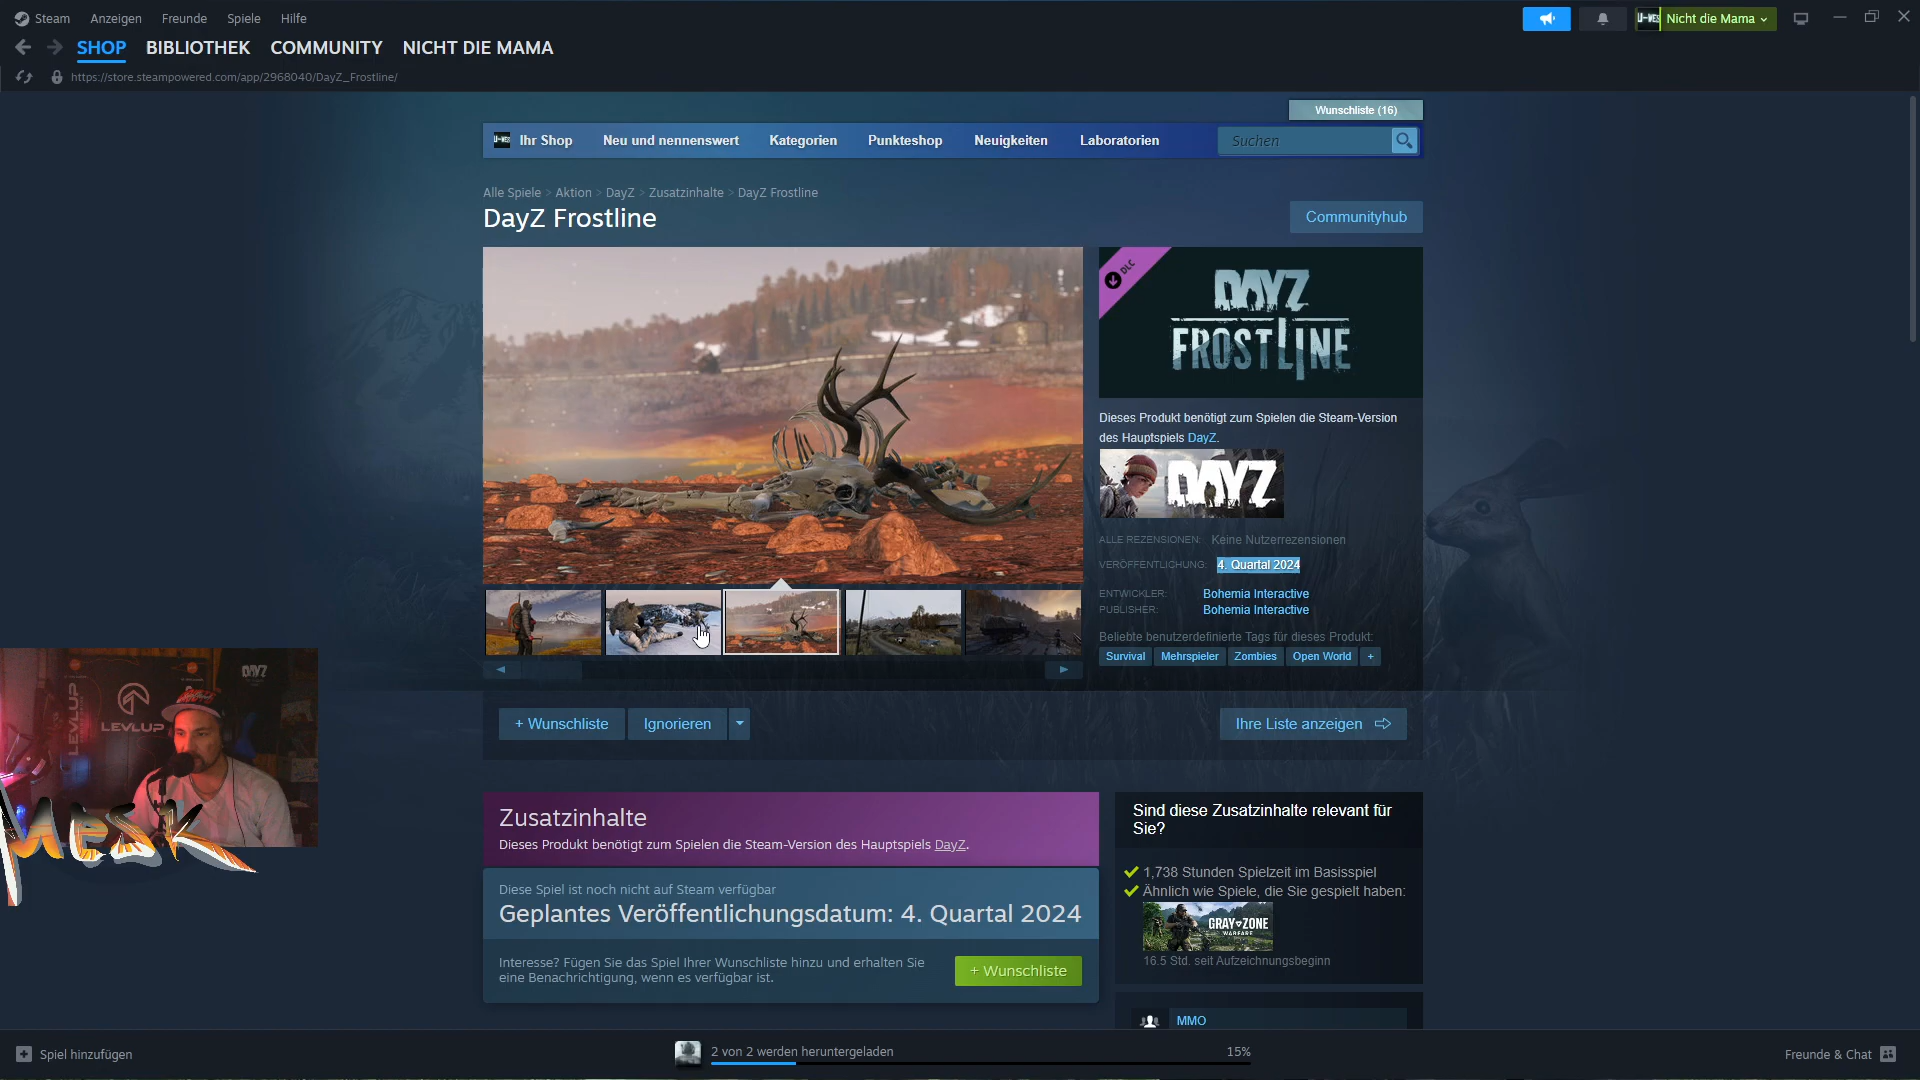 Steam Anzeigen Freunde Spiele Hilfe
Nicht die Mama
SHOP BIBLIOTHEK COMMUNITY NICHT DIE MAMA
https://store.steampowered.com/app/2968040/DayZ_Frostline/
Wunschliste (16)
Ihr Shop Neu und nennenswert Kategorien Punkteshop Neuigkeiten Laboratorien Suchen
Alle Spiele > Aktion > DayZ > Zusatzinhalte > DayZ Frostline
DayZ Frostline
Communityhub
DLC
DAYZ
FROSTLINE
Dieses Produkt benötigt zum Spielen die Steam-Version
des Hauptspiels DayZ.
DAYZ
ALLE REZENSIONEN: Keine Nutzerrezensionen
VERÖFFENTLICHUNG: 4. Quartal 2024
ENTWICKLER: Bohemia Interactive
PUBLISHER: Bohemia Interactive
Beliebte benutzerdefinierte Tags für dieses Produkt:
Survival Mehrspieler Zombies Open World +
DAYZ
LEVLUP
LEVLUP
MESK
+ Wunschliste Ignorieren
Ihre Liste anzeigen
Zusatzinhalte
Dieses Produkt benötigt zum Spielen die Steam-Version des Hauptspiels DayZ.
Diese Spiel ist noch nicht auf Steam verfügbar
Geplantes Veröffentlichungsdatum: 4. Quartal 2024
Interesse? Fügen Sie das Spiel Ihrer Wunschliste hinzu und erhalten Sie
eine Benachrichtigung, wenn es verfügbar ist.
+ Wunschliste
Sind diese Zusatzinhalte relevant für
Sie?
1,738 Stunden Spielzeit im Basisspiel
Ähnlich wie Spiele, die Sie gespielt haben:
GRAY ZONE
WARFARE
16.5 Std. seit Aufzeichnungsbeginn
MMO
Spiel hinzufügen
2 von 2 werden heruntergeladen 15%
Freunde & Chat